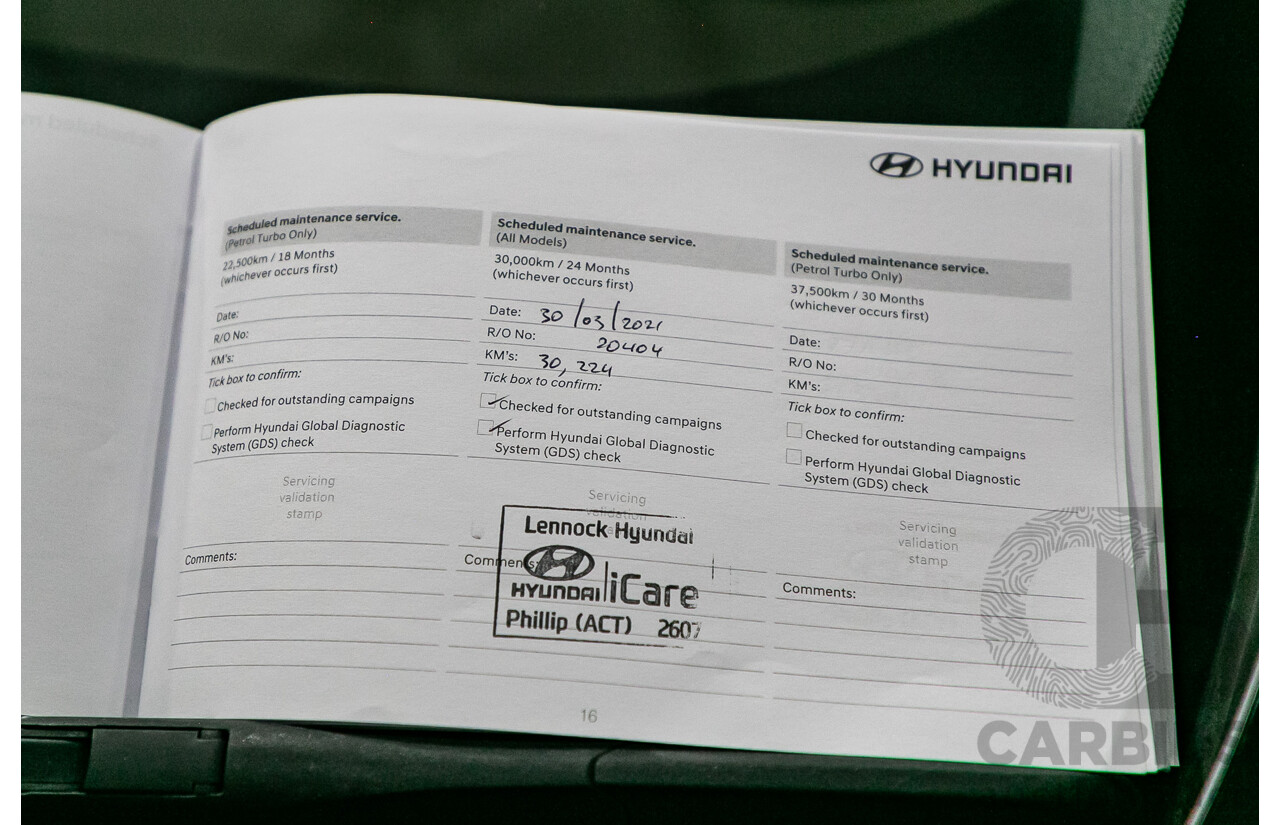 HYUNDAI
Scheduled maintenance service.
(Petrol Turbo Only)
22,500km / 18 Months
(whichever occurs first)
Date:
R/O No:
KM's:
Tick box to confirm:
Checked for outstanding campaigns
Perform Hyundai Global Diagnostic
System (GDS) check
Servicing
validation
stamp
Comments:
Scheduled maintenance service.
(All Models)
30,000km / 24 Months
(whichever occurs first)
Date: 30/03/2021
R/O No: 20404
KM's: 30,224
Tick box to confirm:
Checked for outstanding campaigns
Perform Hyundai Global Diagnostic
System (GDS) check
Servicing
validation
Lennock Hyundai
Comments:
HYUNDAI iCare
Phillip (ACT) 2607
Scheduled maintenance service.
(Petrol Turbo Only)
37,500km / 30 Months
(whichever occurs first)
Date:
R/O No:
KM's:
Tick box to confirm:
Checked for outstanding campaigns
Perform Hyundai Global Diagnostic
System (GDS) check
Servicing
validation
stamp
Comments:
16
CARBI